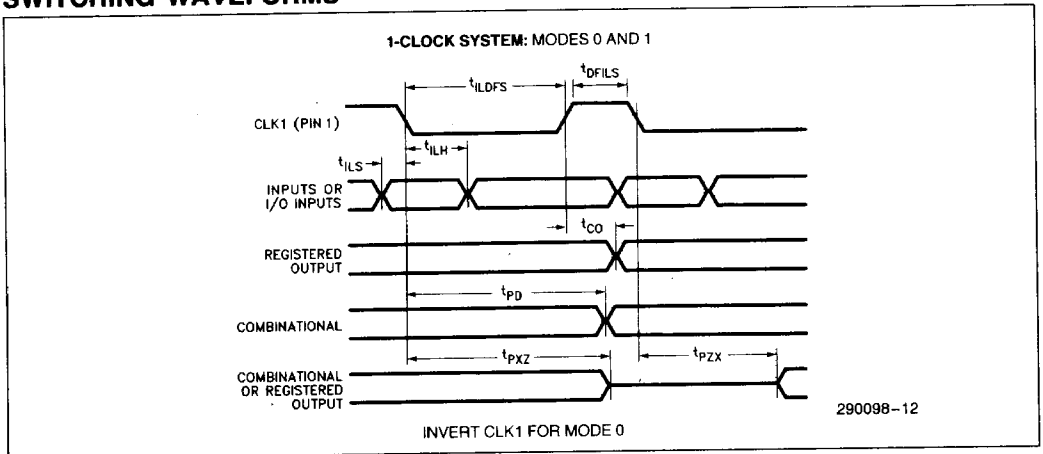 SWITCHING WAVEFORMS
1-CLOCK SYSTEM: MODES 0 AND 1
tILDFS
tDFILS
CLK1 (PIN 1)
tILH
tILS
INPUTS OR
I/O INPUTS
tCO
REGISTERED
OUTPUT
tPD
COMBINATIONAL
tPXZ
tPZX
COMBINATIONAL
OR REGISTERED
OUTPUT
290098-12
INVERT CLK1 FOR MODE 0